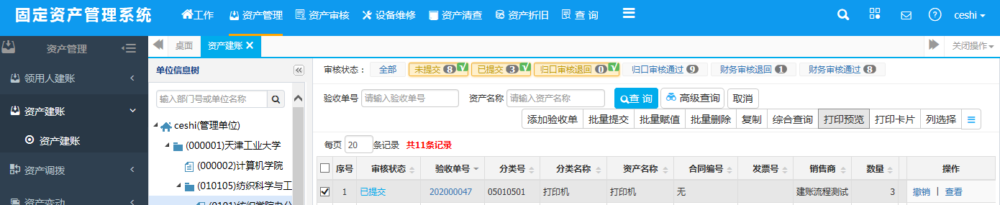 固定资产管理系统 工作 资产管理 资产审核 设备维修 资产清查 资产折旧 查 询 ceshi
资产管理 桌面 资产建账 关闭操作
领用人建账
资产建账
资产建账
资产调拨
资产变动
单位信息树
输入部门号或单位名称
ceshi(管理单位)
(000001)天津工业大学
(000002)计算机学院
(010105)纺织科学与工
(0101)纺织学院办公
审核状态： 全部 未提交 8 已提交 3 归口审核退回 0 归口审核通过 9 财务审核退回 1 财务审核通过 8
验收单号 请输入验收单号 资产名称 请输入资产名称 查 询 高级查询 取消
添加验收单 批量提交 批量赋值 批量删除 复制 综合查询 打印预览 打印卡片 列选择
每页 20 条记录 共11条记录
序号 审核状态 验收单号 分类号 分类名称 资产名称 合同编号 发票号 销售商 数量 操作
1 已提交 202000047 05010501 打印机 打印机 无 建账流程测试 3 撤销 | 查看